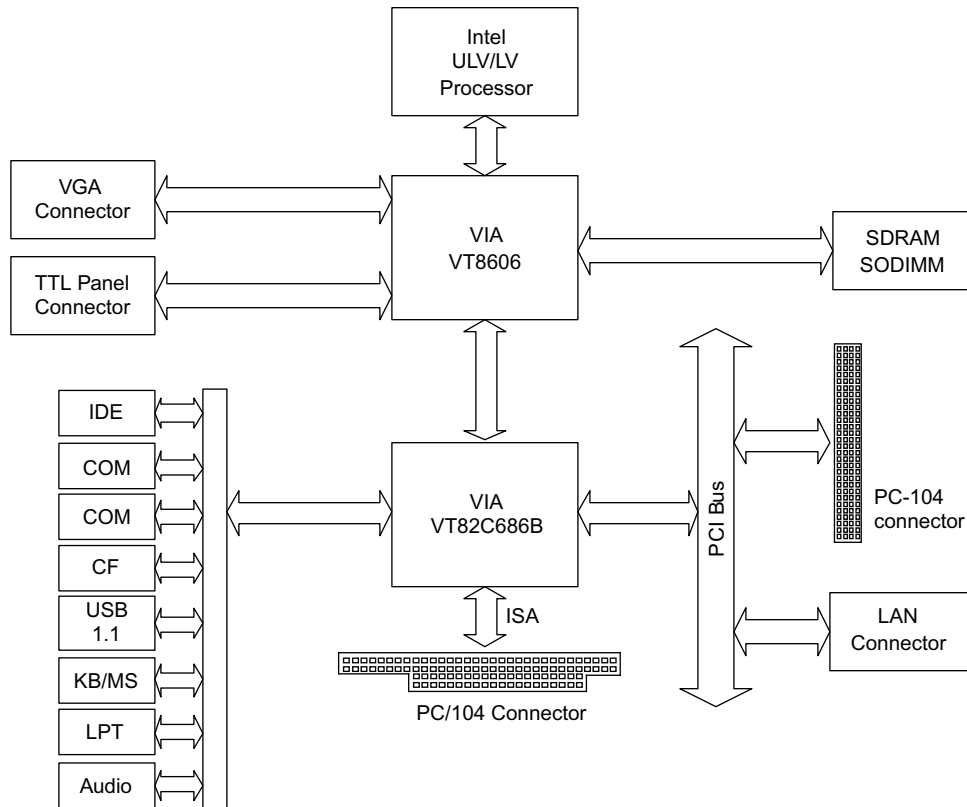 Intel
ULV/LV
Processor
VGA
Connector
VIA
VT8606
SDRAM
SODIMM
TTL Panel
Connector
IDE
COM
COM
CF
USB
1.1
KB/MS
LPT
Audio
VIA
VT82C686B
ISA
PC/104 Connector
PCI Bus
PC-104
connector
LAN
Connector